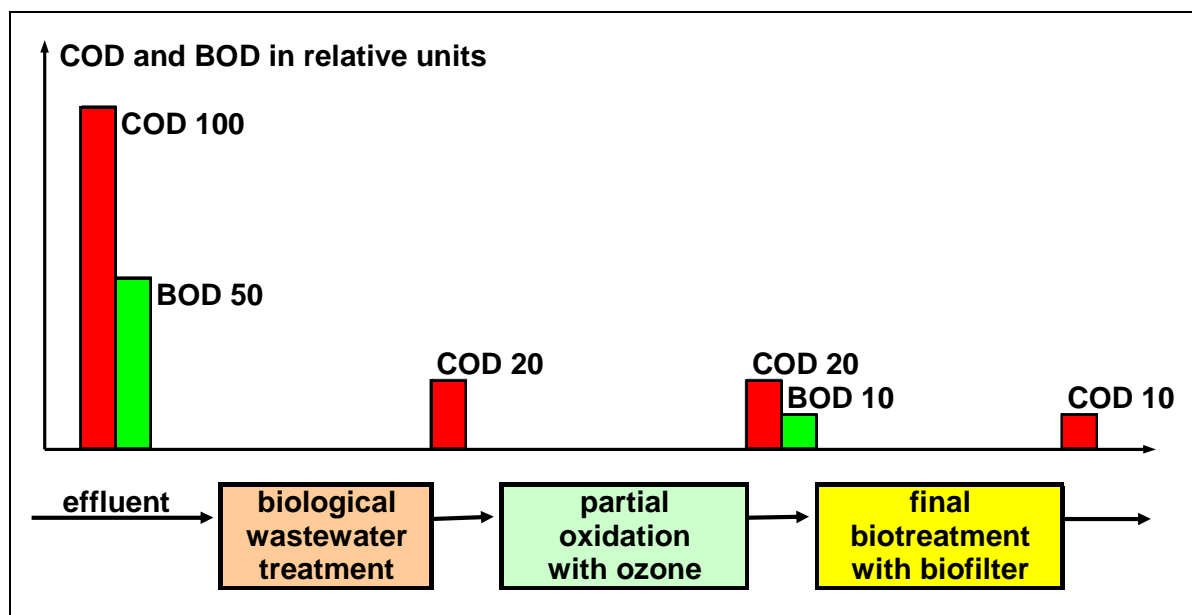 COD and BOD in relative units
COD 100
BOD 50
COD 20
COD 20
BOD 10
COD 10
effluent
biological
wastewater
treatment
partial
oxidation
with ozone
final
biotreatment
with biofilter